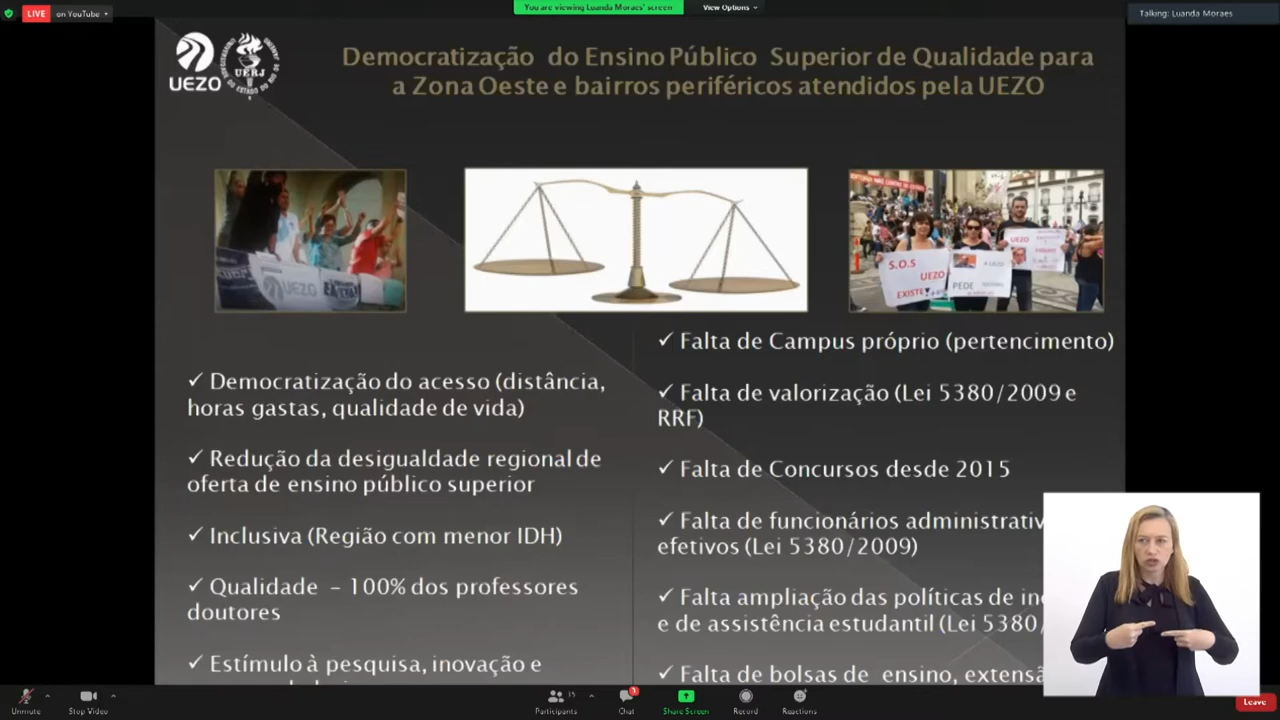 LIVE on YouTube
You are viewing Luanda Moraes' screen
View Options
Talking: Luanda Moraes
UEZO
UERJ
Democratização do Ensino Público Superior de Qualidade para
a Zona Oeste e bairros periféricos atendidos pela UEZO
UEZO
S.O.S
UEZO
EXISTE
UEZO
PEDE
UEZO
✓ Democratização do acesso (distância,
horas gastas, qualidade de vida)
✓ Redução da desigualdade regional de
oferta de ensino público superior
✓ Inclusiva (Região com menor IDH)
✓ Qualidade – 100% dos professores
doutores
✓ Estímulo à pesquisa, inovação e
✓ Falta de Campus próprio (pertencimento)
✓ Falta de valorização (Lei 5380/2009 e
RRF)
✓ Falta de Concursos desde 2015
✓ Falta de funcionários administrativ
efetivos (Lei 5380/2009)
✓ Falta ampliação das políticas de in
e de assistência estudantil (Lei 5380/
✓ Falta de bolsas de ensino, extensã
Unmute
Stop Video
Participants
Chat
Share Screen
Record
Reactions
Leave